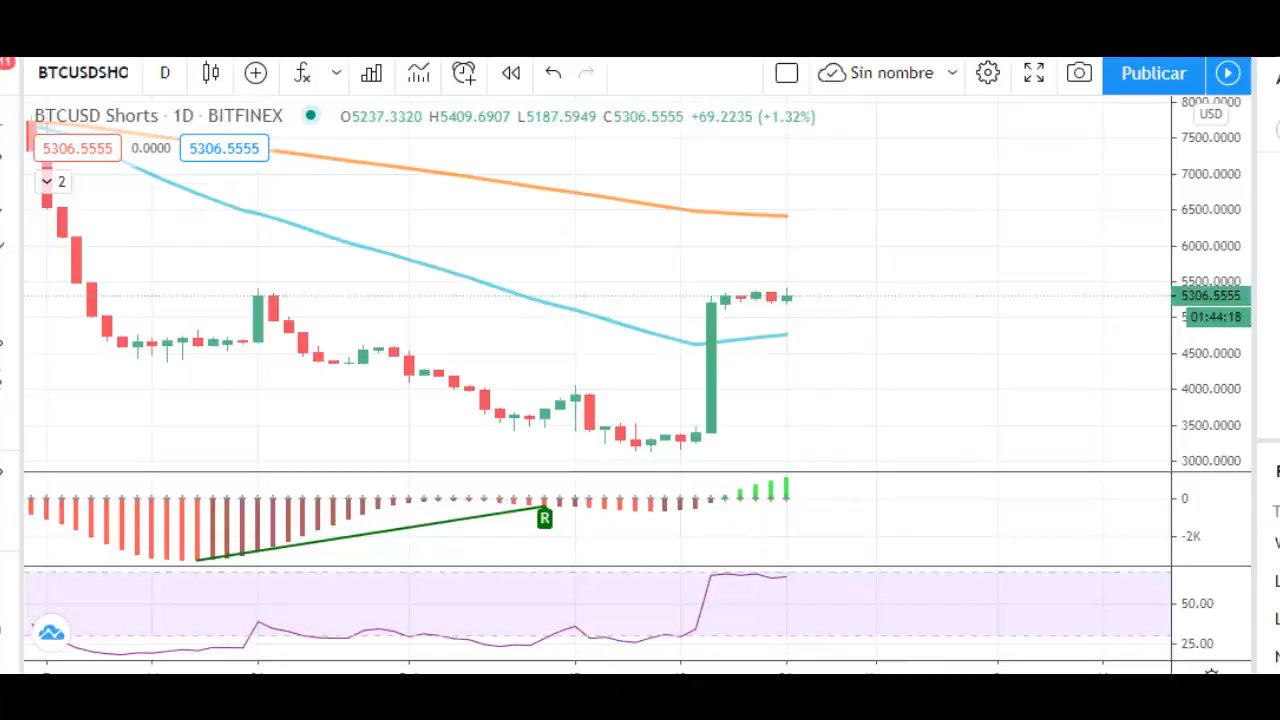 11
BTCUSDSHO D Sin nombre Publicar
BTCUSD Shorts · 1D · BITFINEX O5237.3320 H5409.6907 L5187.5949 C5306.5555 +69.2235 (+1.32%)
5306.5555 0.0000 5306.5555
2
8000.0000
USD
7500.0000
7000.0000
6500.0000
6000.0000
5500.0000
5306.5555
01:44:18
4500.0000
4000.0000
3500.0000
3000.0000
0
-2K
R
50.00
25.00